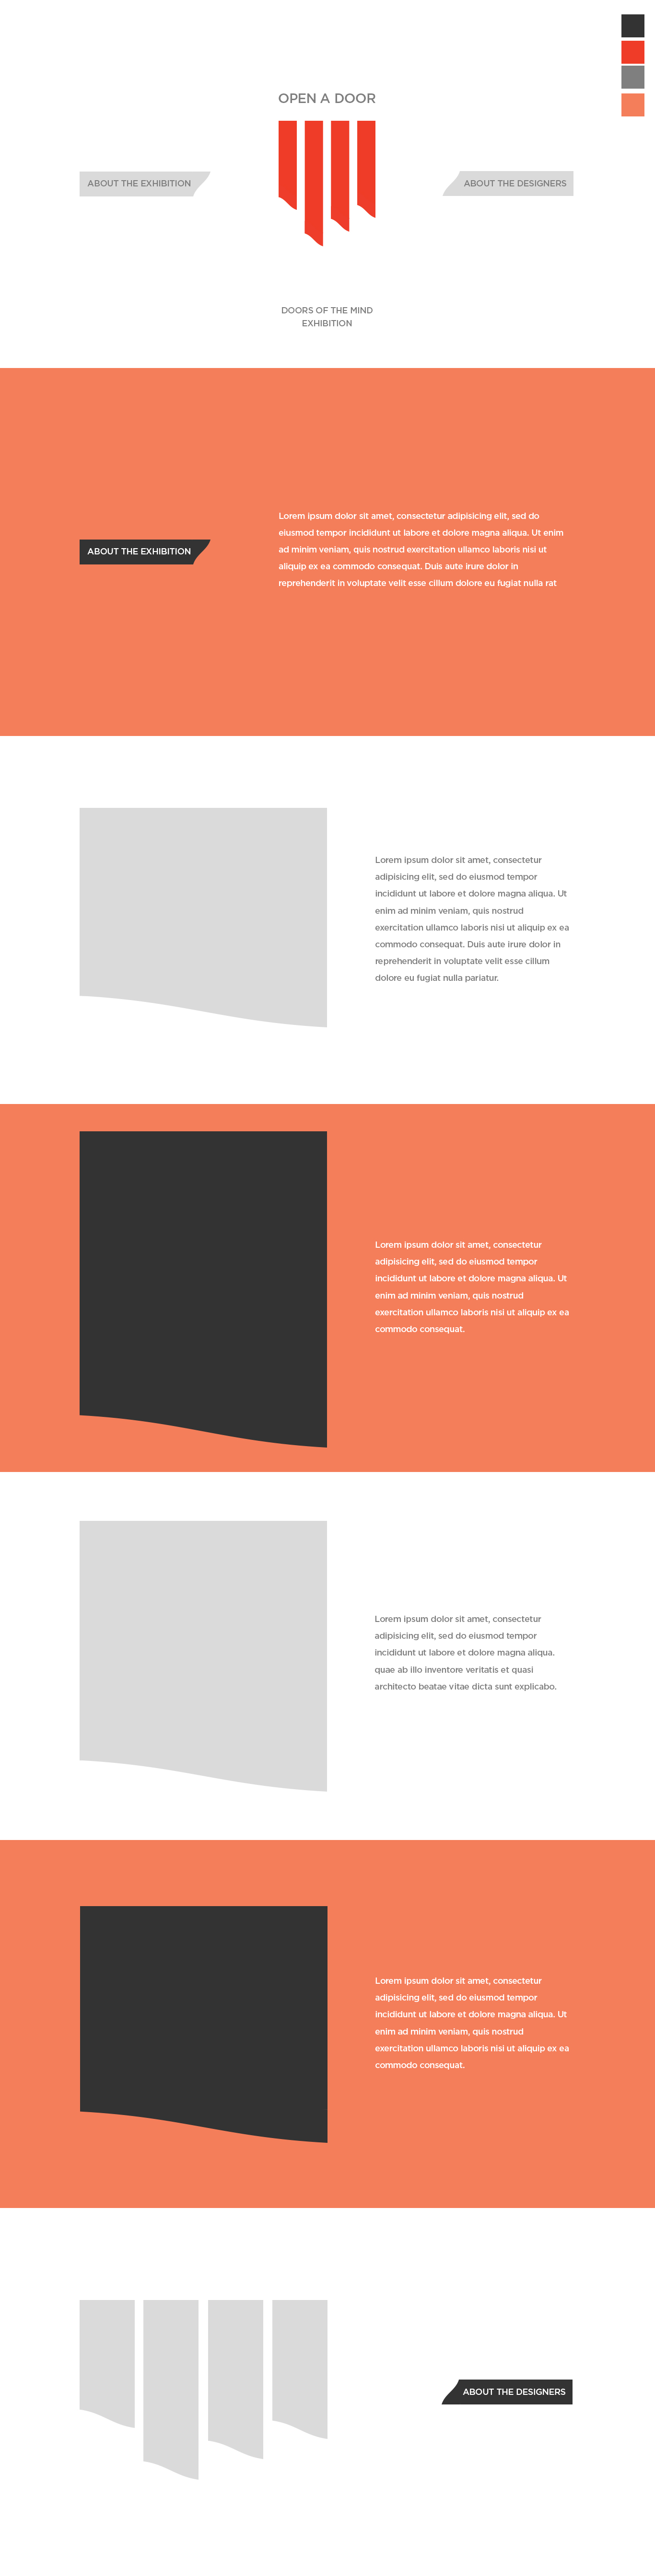 OPEN A DOOR
ABOUT THE EXHIBITION
ABOUT THE DESIGNERS
DOORS OF THE MIND
EXHIBITION
ABOUT THE EXHIBITION
Lorem ipsum dolor sit amet, consectetur adipisicing elit, sed do
eiusmod tempor incididunt ut labore et dolore magna aliqua. Ut enim
ad minim veniam, quis nostrud exercitation ullamco laboris nisi ut
aliquip ex ea commodo consequat. Duis aute irure dolor in
reprehenderit in voluptate velit esse cillum dolore eu fugiat nulla rat
Lorem ipsum dolor sit amet, consectetur
adipisicing elit, sed do eiusmod tempor
incididunt ut labore et dolore magna aliqua. Ut
enim ad minim veniam, quis nostrud
exercitation ullamco laboris nisi ut aliquip ex ea
commodo consequat. Duis aute irure dolor in
reprehenderit in voluptate velit esse cillum
dolore eu fugiat nulla pariatur.
Lorem ipsum dolor sit amet, consectetur
adipisicing elit, sed do eiusmod tempor
incididunt ut labore et dolore magna aliqua. Ut
enim ad minim veniam, quis nostrud
exercitation ullamco laboris nisi ut aliquip ex ea
commodo consequat.
Lorem ipsum dolor sit amet, consectetur
adipisicing elit, sed do eiusmod tempor
incididunt ut labore et dolore magna aliqua.
quae ab illo inventore veritatis et quasi
architecto beatae vitae dicta sunt explicabo.
Lorem ipsum dolor sit amet, consectetur
adipisicing elit, sed do eiusmod tempor
incididunt ut labore et dolore magna aliqua. Ut
enim ad minim veniam, quis nostrud
exercitation ullamco laboris nisi ut aliquip ex ea
commodo consequat.
ABOUT THE DESIGNERS